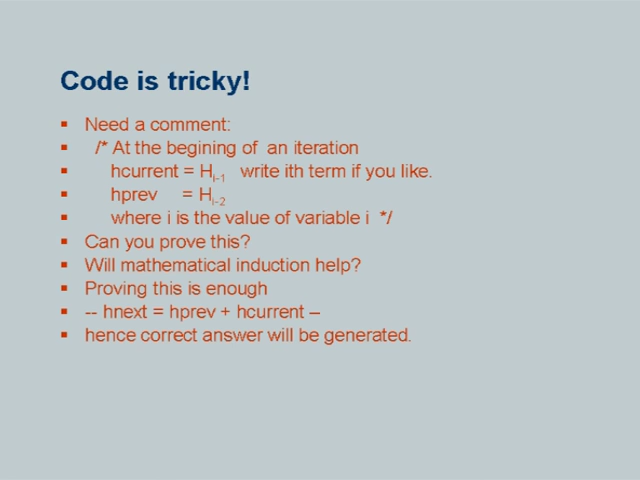 Code is tricky!
Need a comment:
/* At the begining of an iteration
hcurrent = Hi-1 write ith term if you like.
hprev = Hi-2
where i is the value of variable i */
Can you prove this?
Will mathematical induction help?
Proving this is enough
-- hnext = hprev + hcurrent –
hence correct answer will be generated.